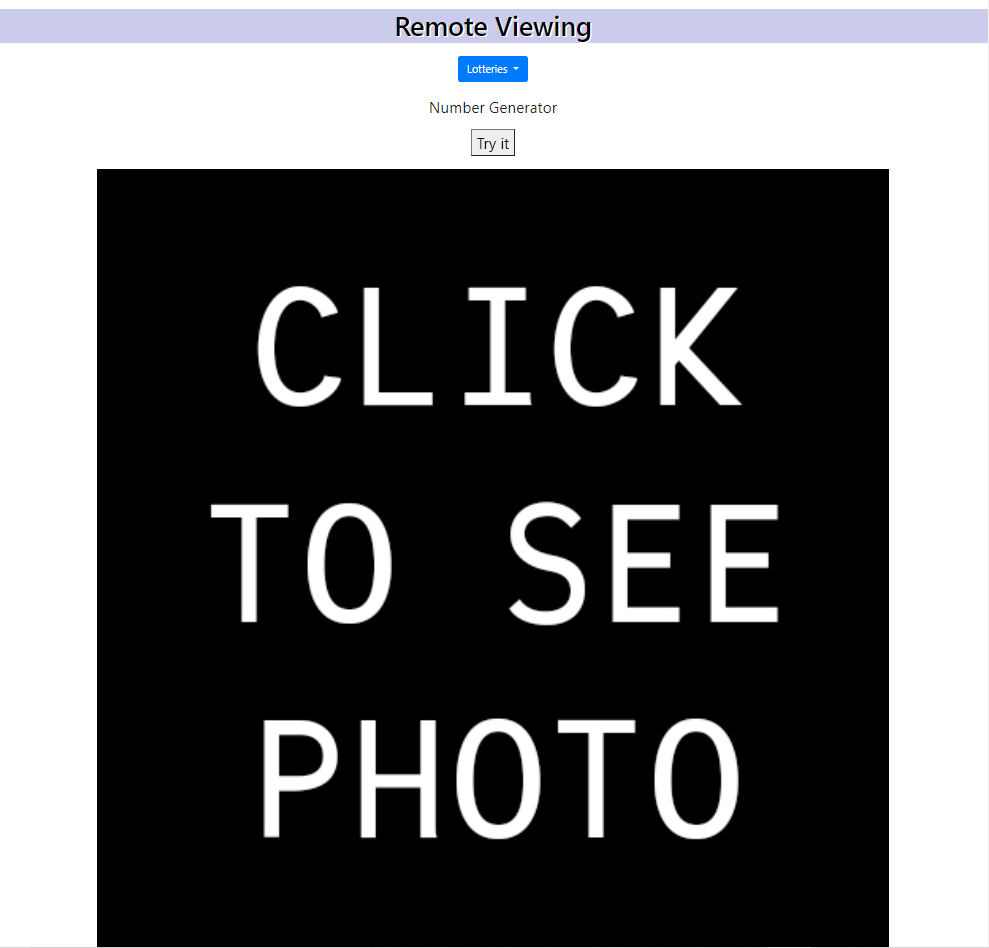 Remote Viewing
Lotteries
Number Generator
Try it
CLICK
TO SEE
PHOTO